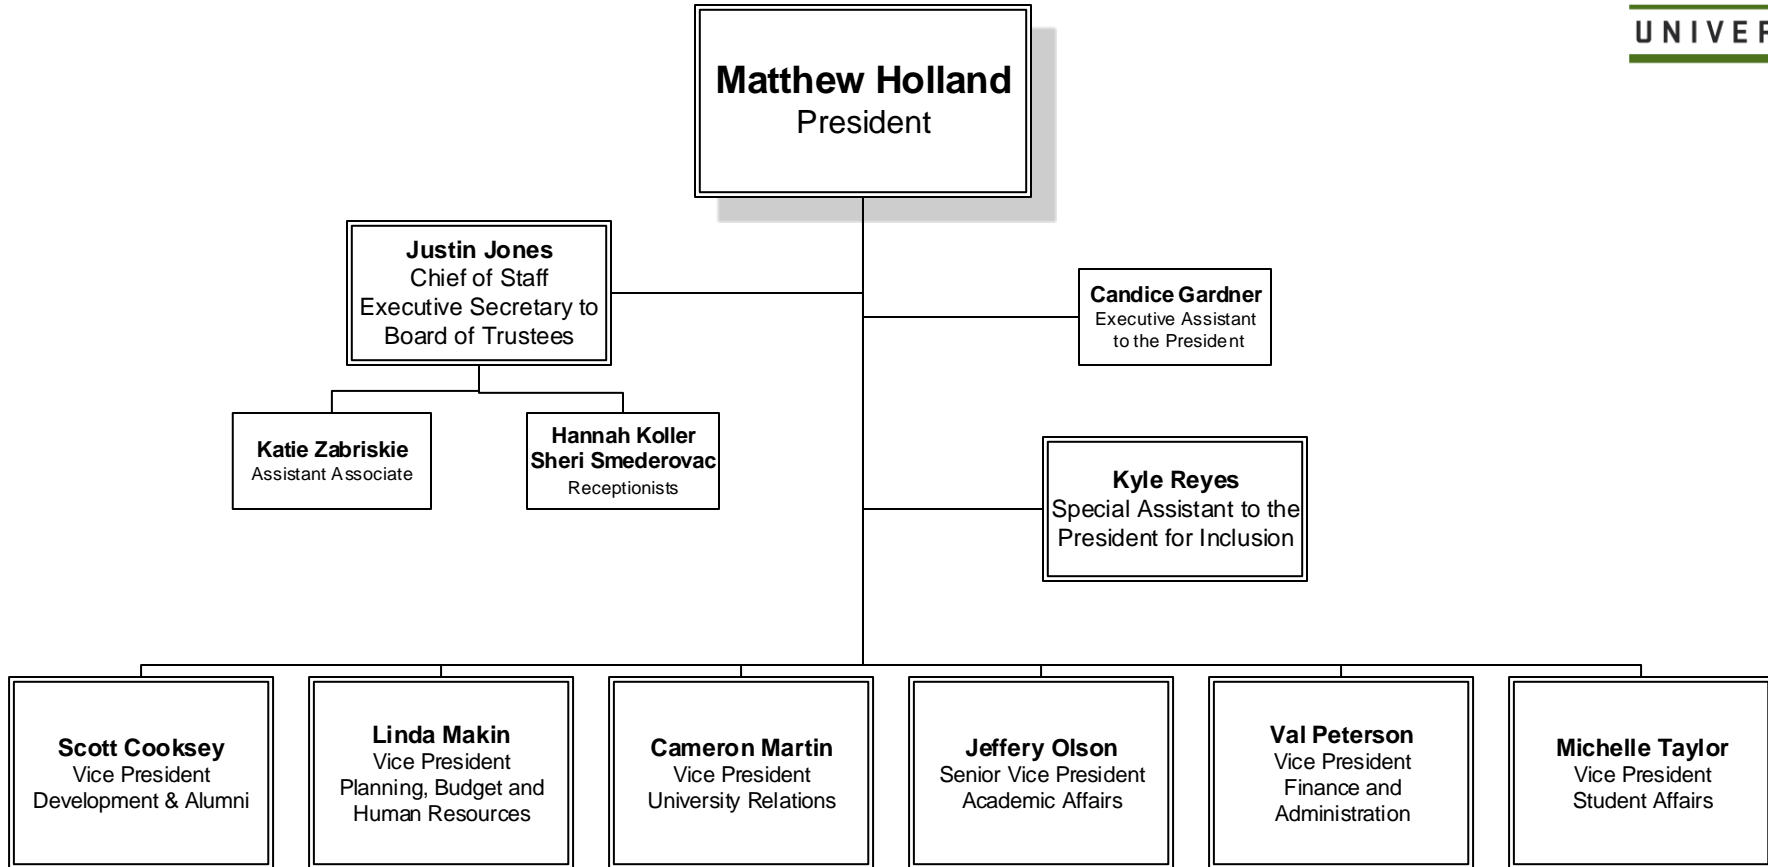 UNIVER
Matthew Holland
President
Justin Jones
Chief of Staff
Executive Secretary to
Board of Trustees
Candice Gardner
Executive Assistant
to the President
Katie Zabriskie
Assistant Associate
Hannah Koller
Sheri Smederovac
Receptionists
Kyle Reyes
Special Assistant to the
President for Inclusion
Scott Cooksey
Vice President
Development & Alumni
Linda Makin
Vice President
Planning, Budget and
Human Resources
Cameron Martin
Vice President
University Relations
Jeffery Olson
Senior Vice President
Academic Affairs
Val Peterson
Vice President
Finance and
Administration
Michelle Taylor
Vice President
Student Affairs